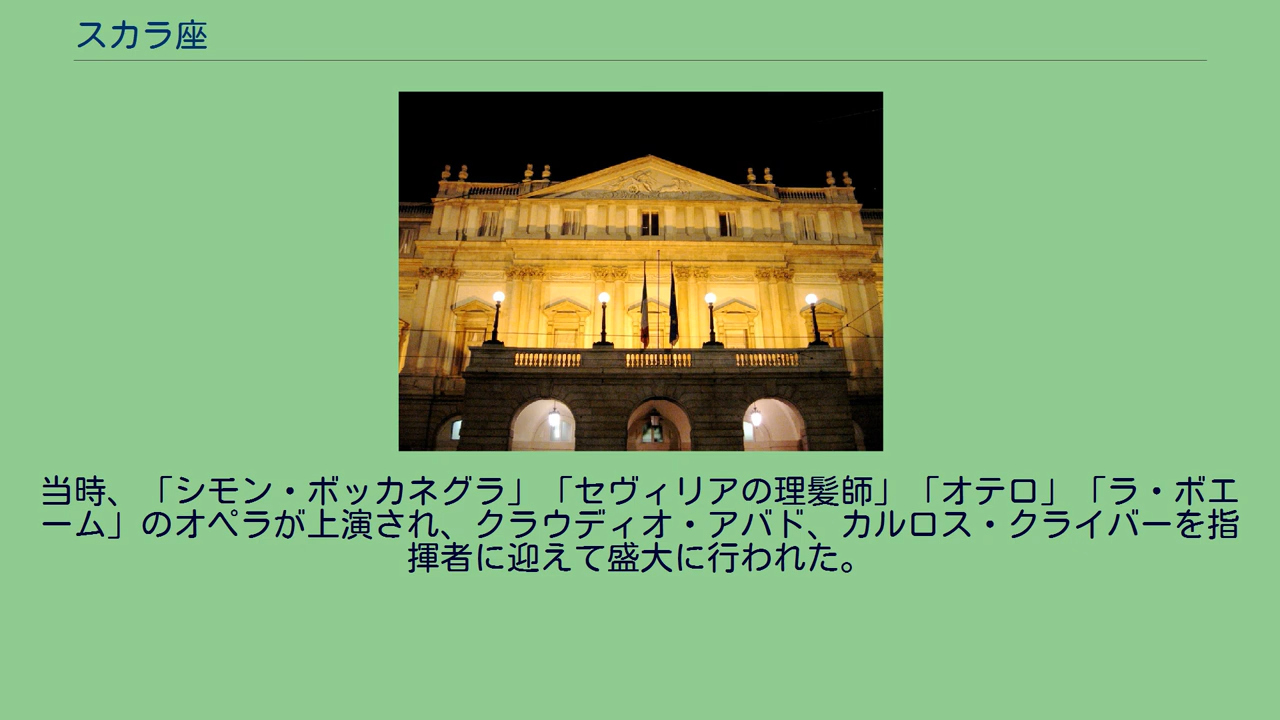 スカラ座
当時、「シモン・ボッカネグラ」「セヴィリアの理髪師」「オテロ」「ラ・ボエ
ーム」のオペラが上演され、クラウディオ・アバド、カルロス・クライバーを指
揮者に迎えて盛大に行われた。